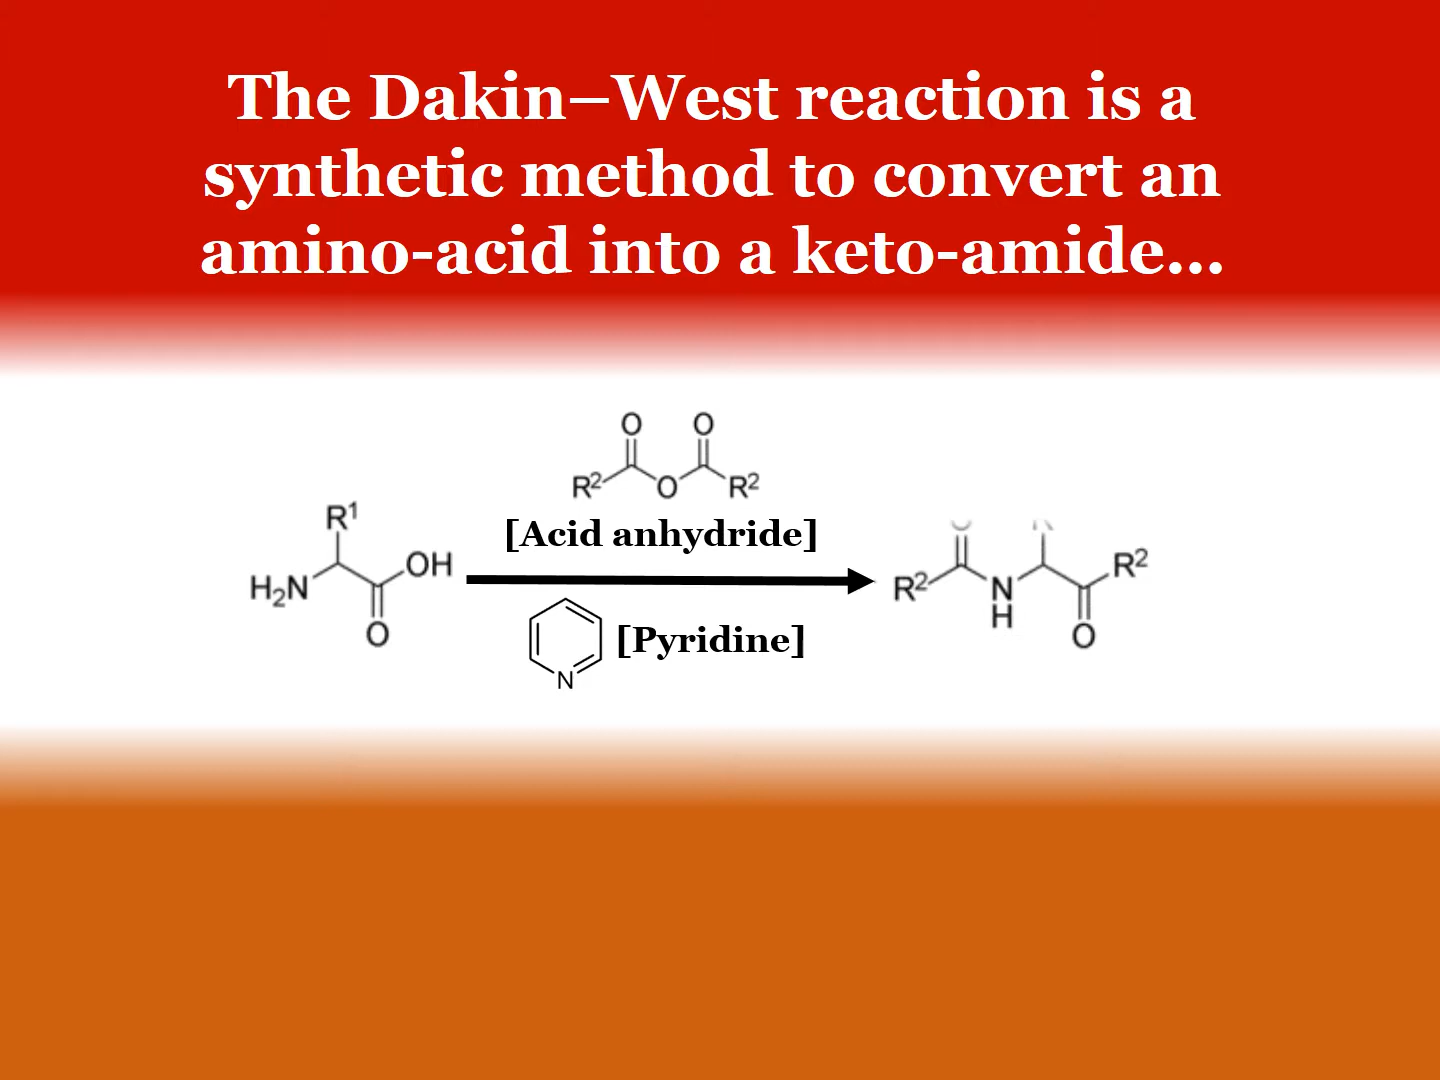 The Dakin–West reaction is a
synthetic method to convert an
amino-acid into a keto-amide...
O O
R² O R²
[Acid anhydride]
R¹
H₂N OH
O
[Pyridine]
N
R² N
H
R²
O